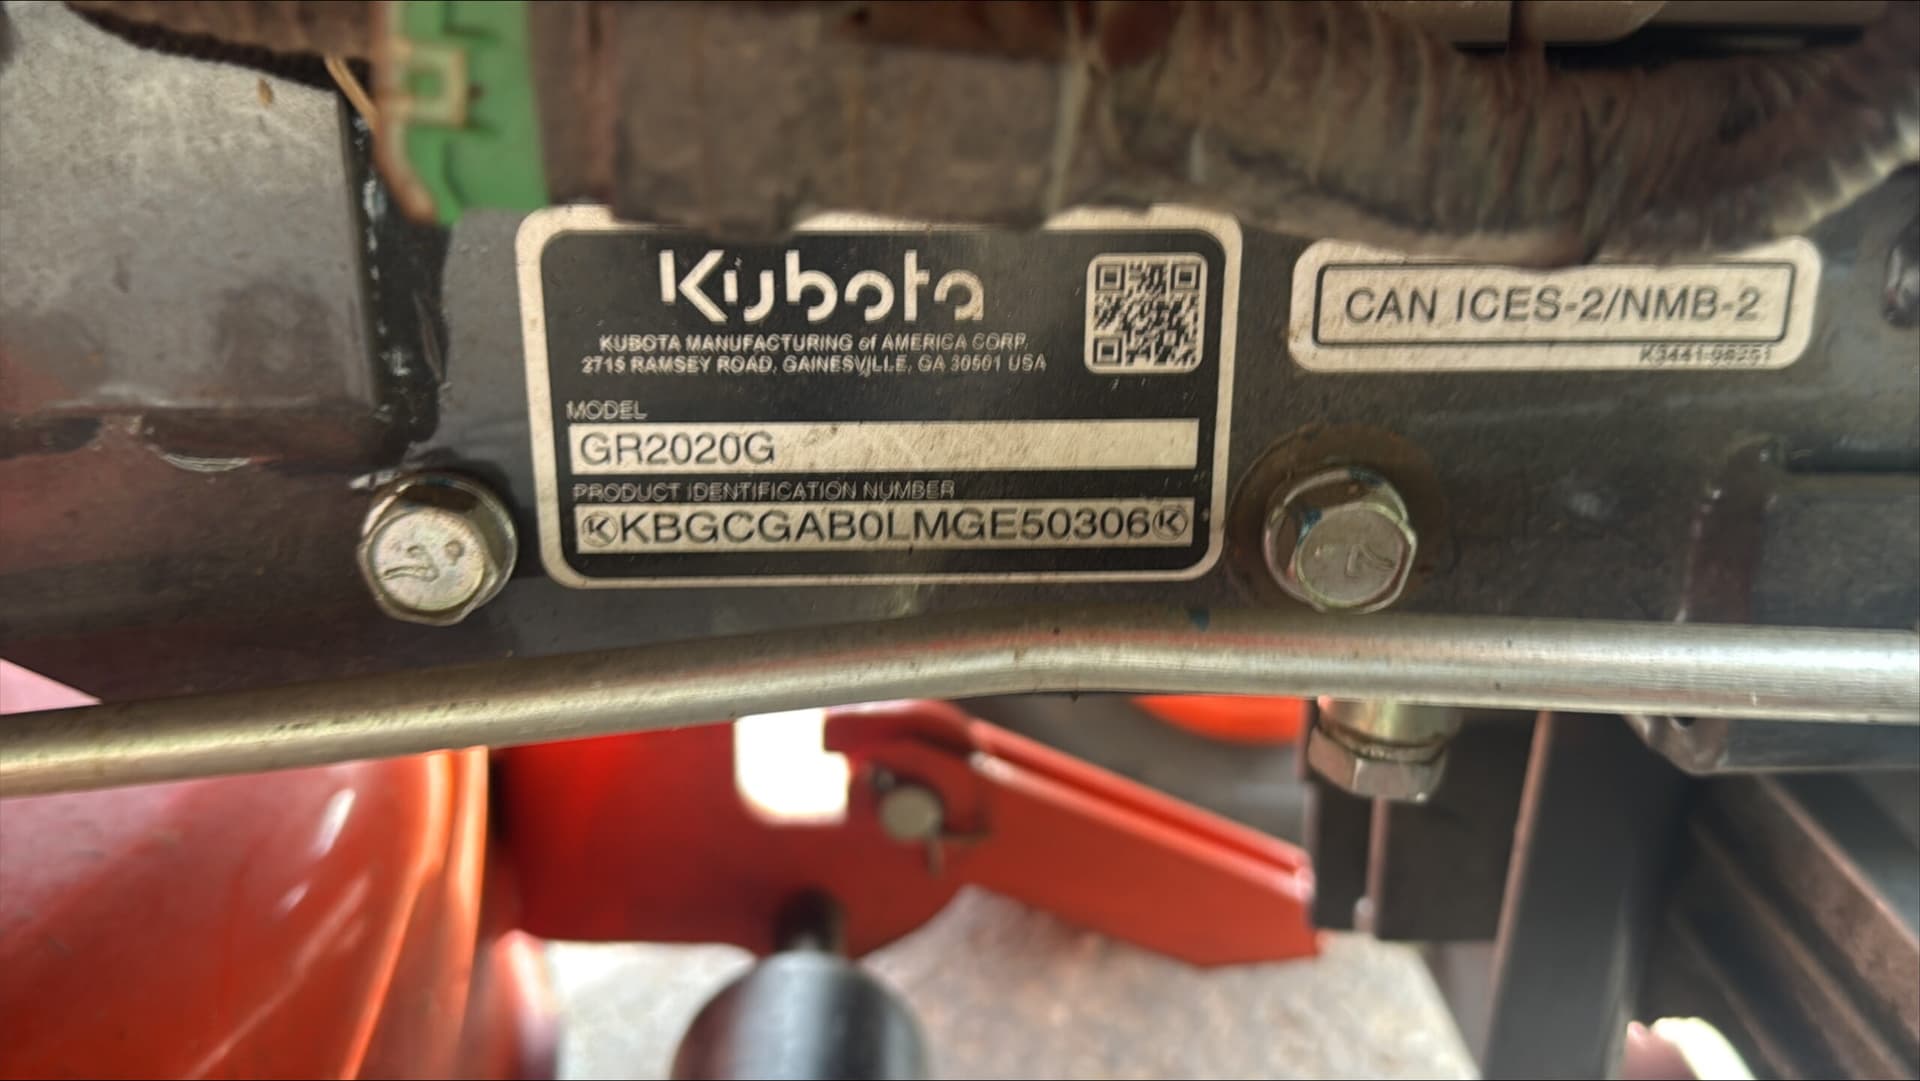 Kubota
KUBOTA MANUFACTURING of AMERICA CORP.
2715 RAMSEY ROAD, GAINESVILLE, GA 30501 USA
MODEL
GR2020G
PRODUCT IDENTIFICATION NUMBER
KBGCGAB0LMGE50306
CAN ICES-2/NMB-2